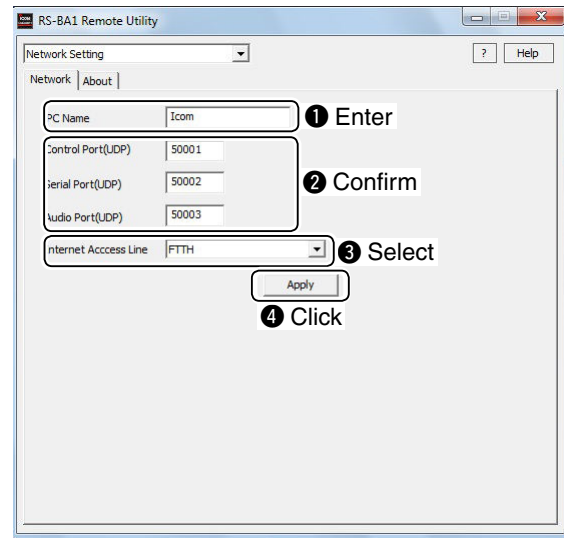 RS-BA1 Remote Utility
Network Setting
? Help
Network About
PC Name Icom ❶ Enter
Control Port(UDP) 50001
Serial Port(UDP) 50002 ❷ Confirm
Audio Port(UDP) 50003
Internet Acccess Line FTTH ❸ Select
Apply
❹ Click